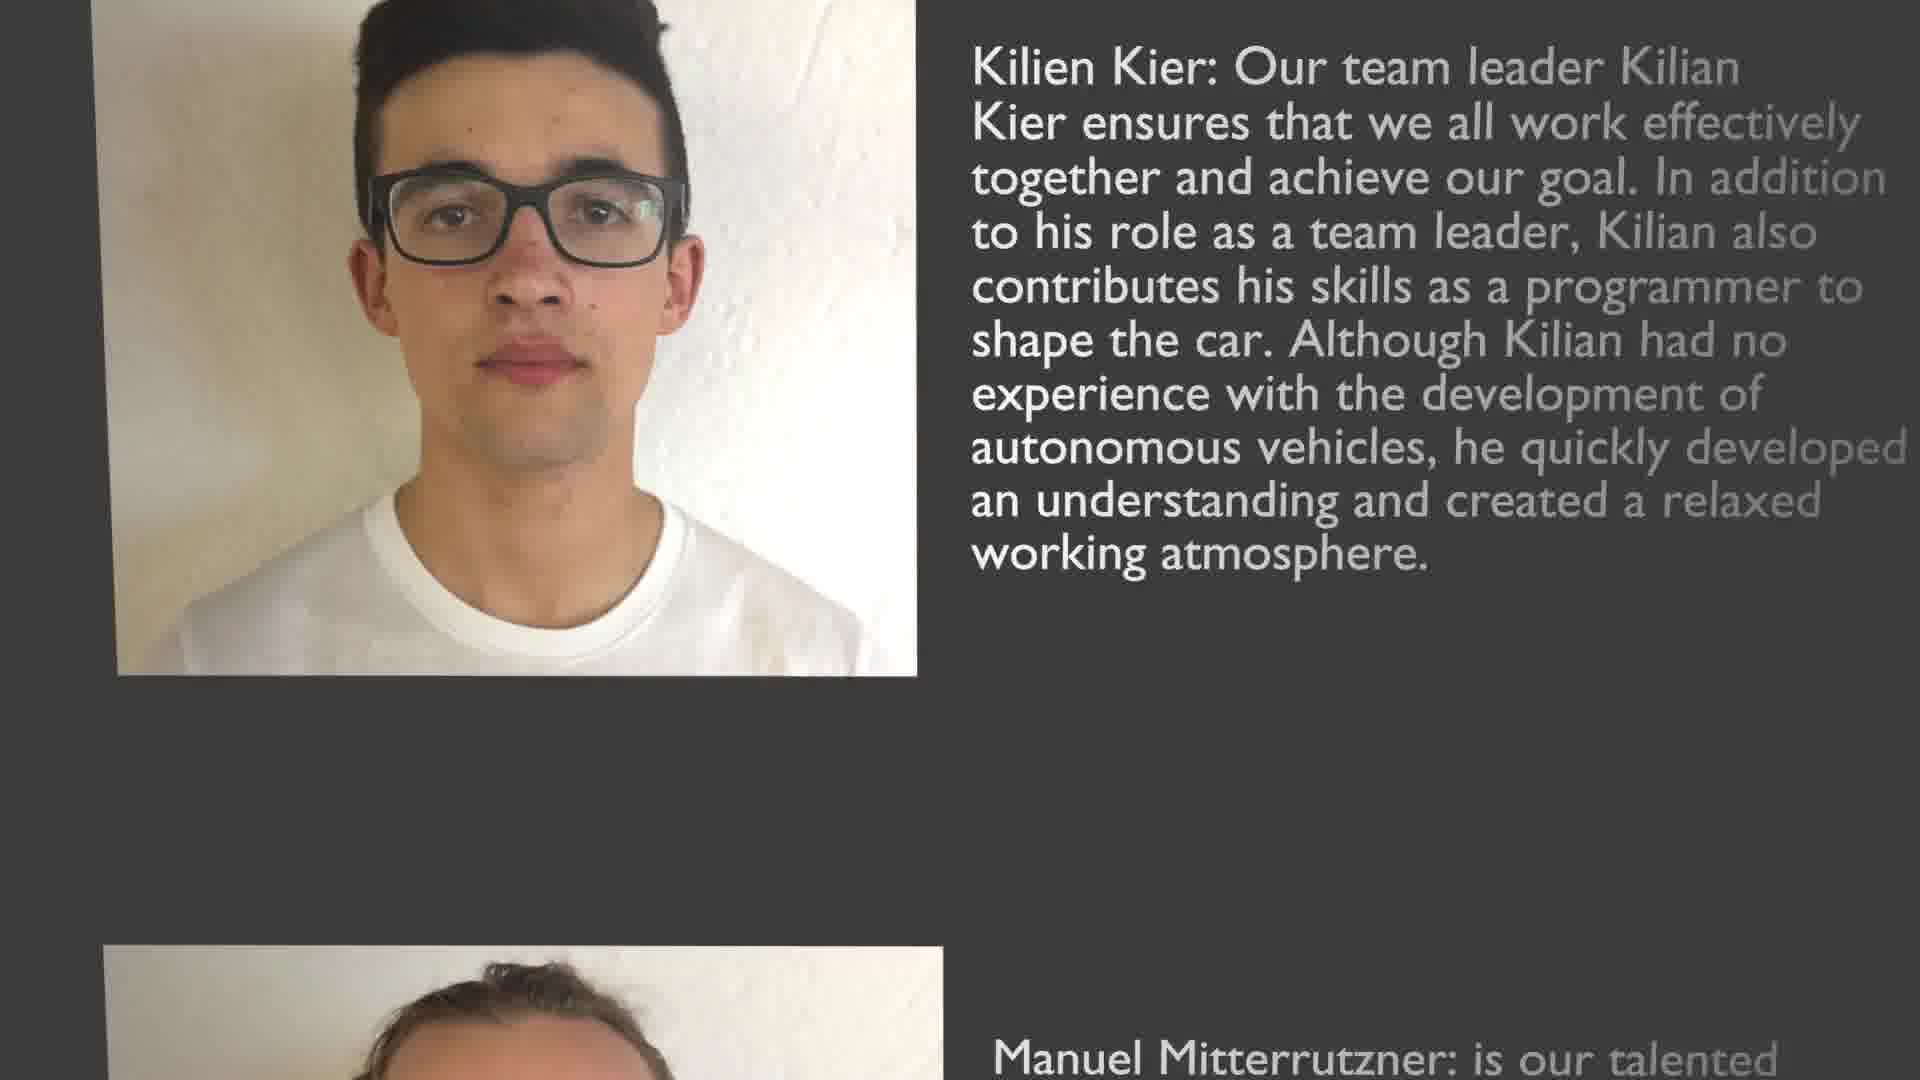 Kilien Kier: Our team leader Kilian
Kier ensures that we all work effectively
together and achieve our goal. In addition
to his role as a team leader, Kilian also
contributes his skills as a programmer to
shape the car. Although Kilian had no
experience with the development of
autonomous vehicles, he quickly developed
an understanding and created a relaxed
working atmosphere.
Manuel Mitterrutzner: is our talented